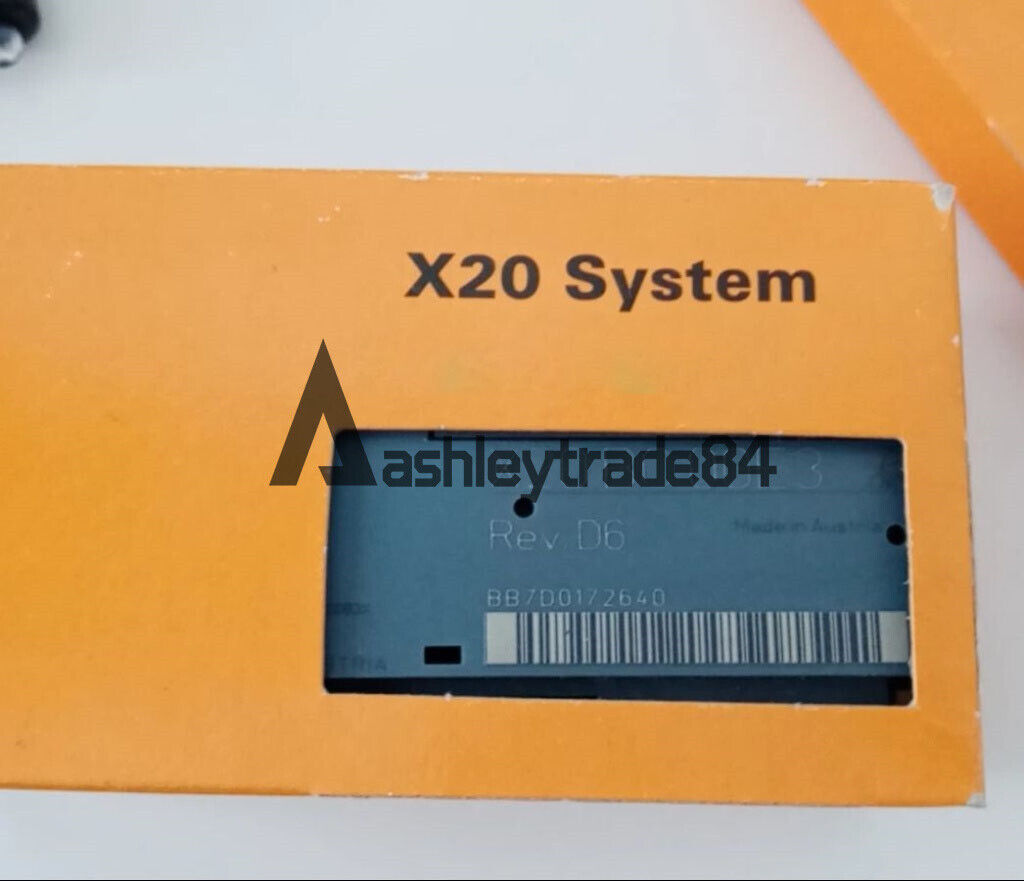 X20 System
ashleytrade84
Rev. D6
Made in Austria
BB7D0172640